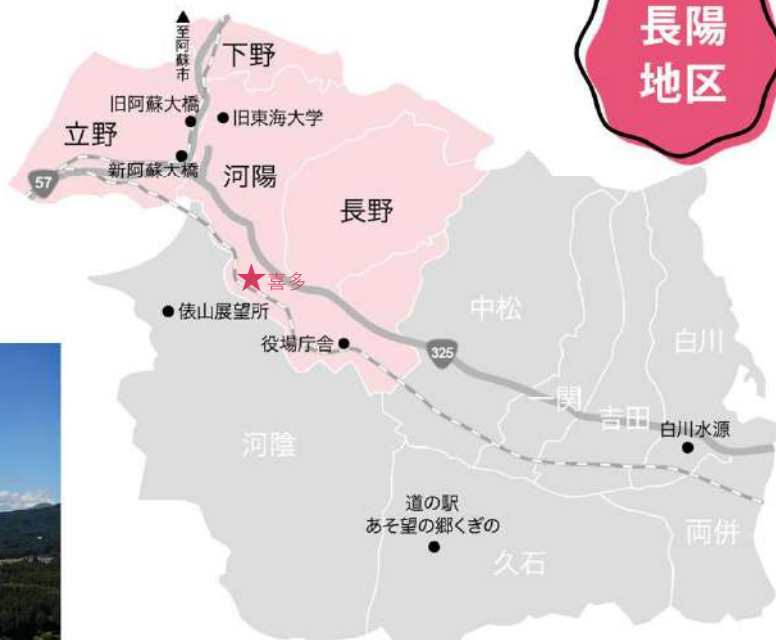 長陽
地区
▲至阿蘇市
下野
旧阿蘇大橋
旧東海大学
立野
新阿蘇大橋
河陽
57
長野
喜多
中松
俵山展望所
役場庁舎
325
白川
一関
吉田
白川水源
河陰
道の駅
あそ望の郷くぎの
両併
久石